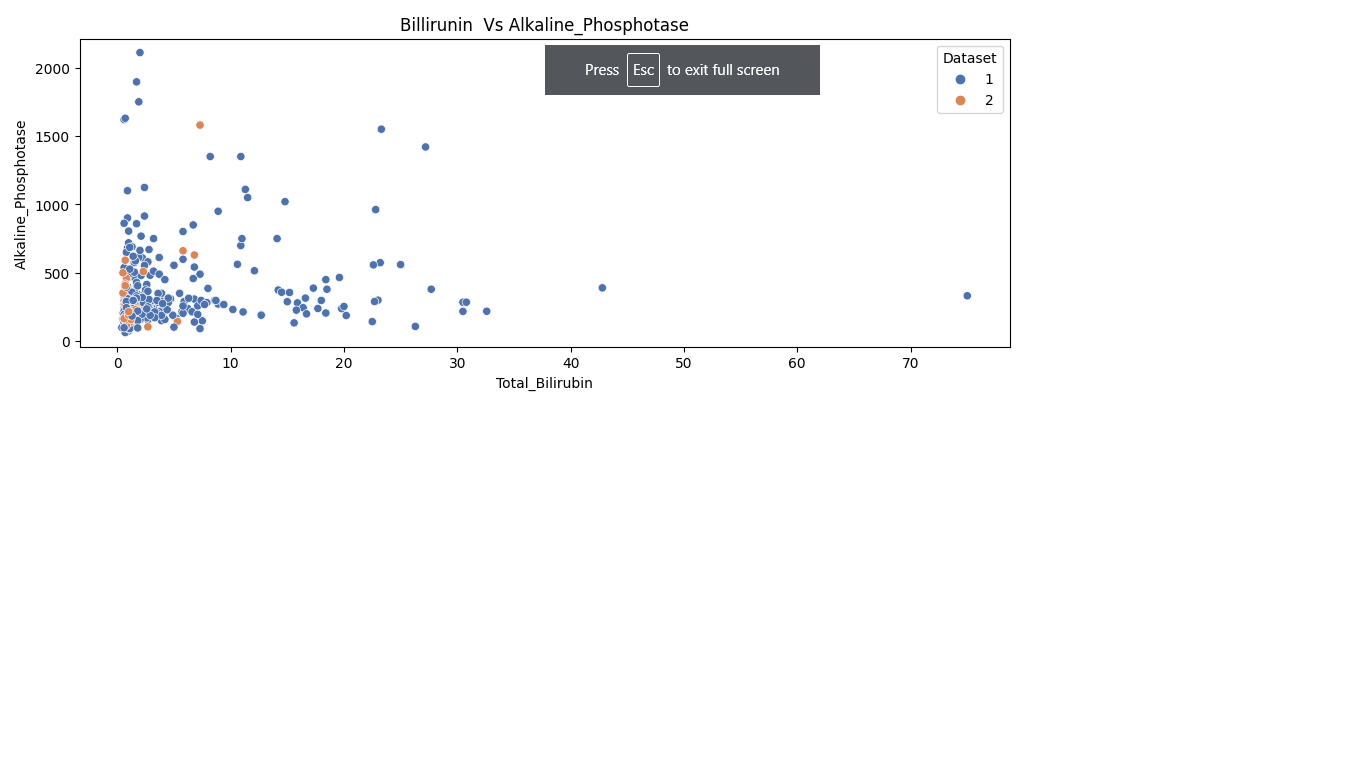 Billirunin  Vs Alkaline_Phosphotase
Press Esc to exit full screen
Dataset
1
2
Alkaline_Phosphotase
2000
1500
1000
500
0
0 10 20 30 40 50 60 70
Total_Bilirubin